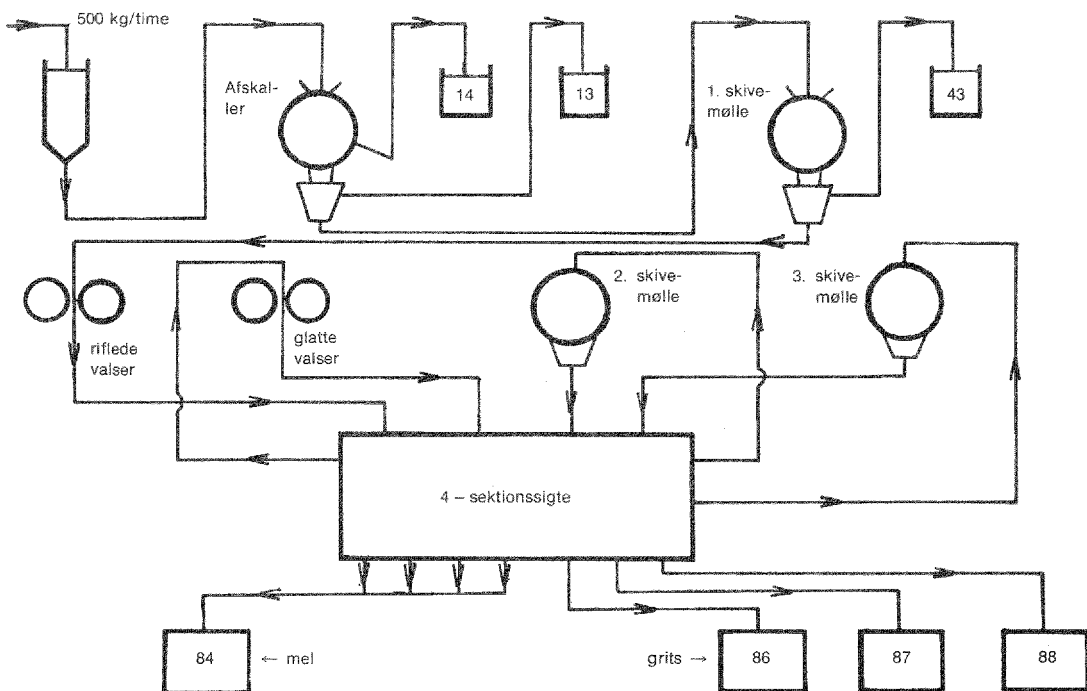 500 kg/time
Afskal-
ler
14
13
1. skive-
mølle
43
riflede
valser
glatte
valser
2. skive-
mølle
3. skive-
mølle
4 – sektionssigte
84
← mel
grits →
86
87
88